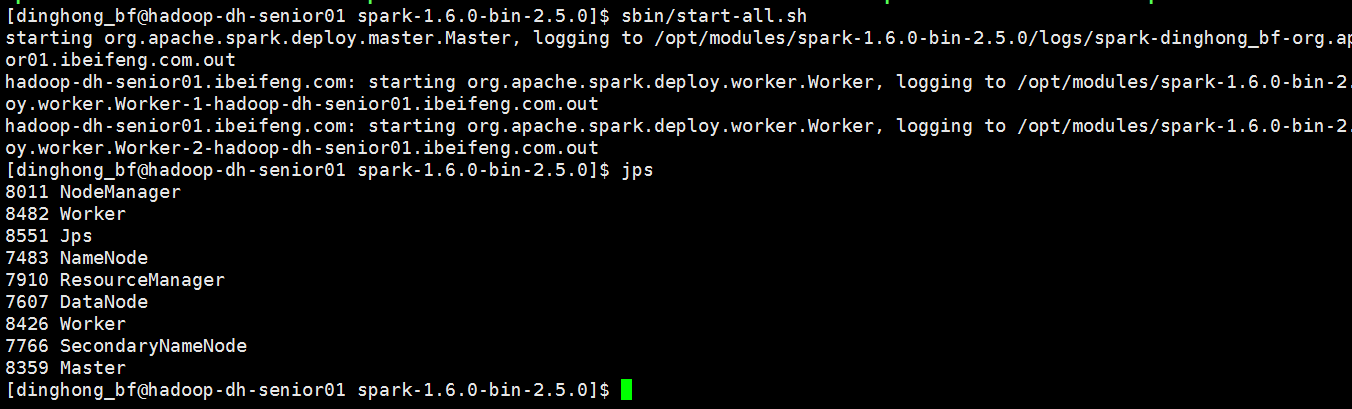 [dinghong_bf@hadoop-dh-senior01 spark-1.6.0-bin-2.5.0]$ sbin/start-all.sh
starting org.apache.spark.deploy.master.Master, logging to /opt/modules/spark-1.6.0-bin-2.5.0/logs/spark-dinghong_bf-org.ap
or01.ibeifeng.com.out
hadoop-dh-senior01.ibeifeng.com: starting org.apache.spark.deploy.worker.Worker, logging to /opt/modules/spark-1.6.0-bin-2.
oy.worker.Worker-1-hadoop-dh-senior01.ibeifeng.com.out
hadoop-dh-senior01.ibeifeng.com: starting org.apache.spark.deploy.worker.Worker, logging to /opt/modules/spark-1.6.0-bin-2.
oy.worker.Worker-2-hadoop-dh-senior01.ibeifeng.com.out
[dinghong_bf@hadoop-dh-senior01 spark-1.6.0-bin-2.5.0]$ jps
8011 NodeManager
8482 Worker
8551 Jps
7483 NameNode
7910 ResourceManager
7607 DataNode
8426 Worker
7766 SecondaryNameNode
8359 Master
[dinghong_bf@hadoop-dh-senior01 spark-1.6.0-bin-2.5.0]$